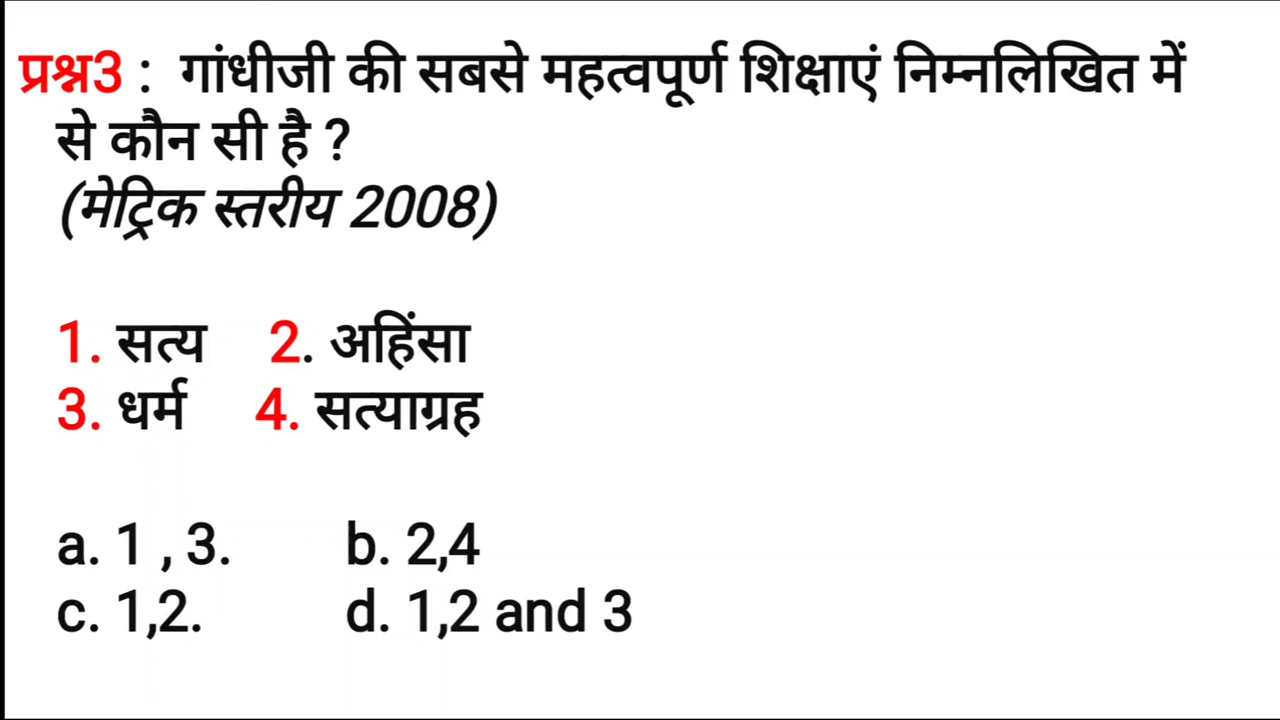 प्रश्न3 : गांधीजी की सबसे महत्वपूर्ण शिक्षाएं निम्नलिखित में
से कौन सी है ?
(मेट्रिक स्तरीय 2008)
1. सत्य 2. अहिंसा
3. धर्म 4. सत्याग्रह
a. 1 , 3. b. 2,4
c. 1,2. d. 1,2 and 3